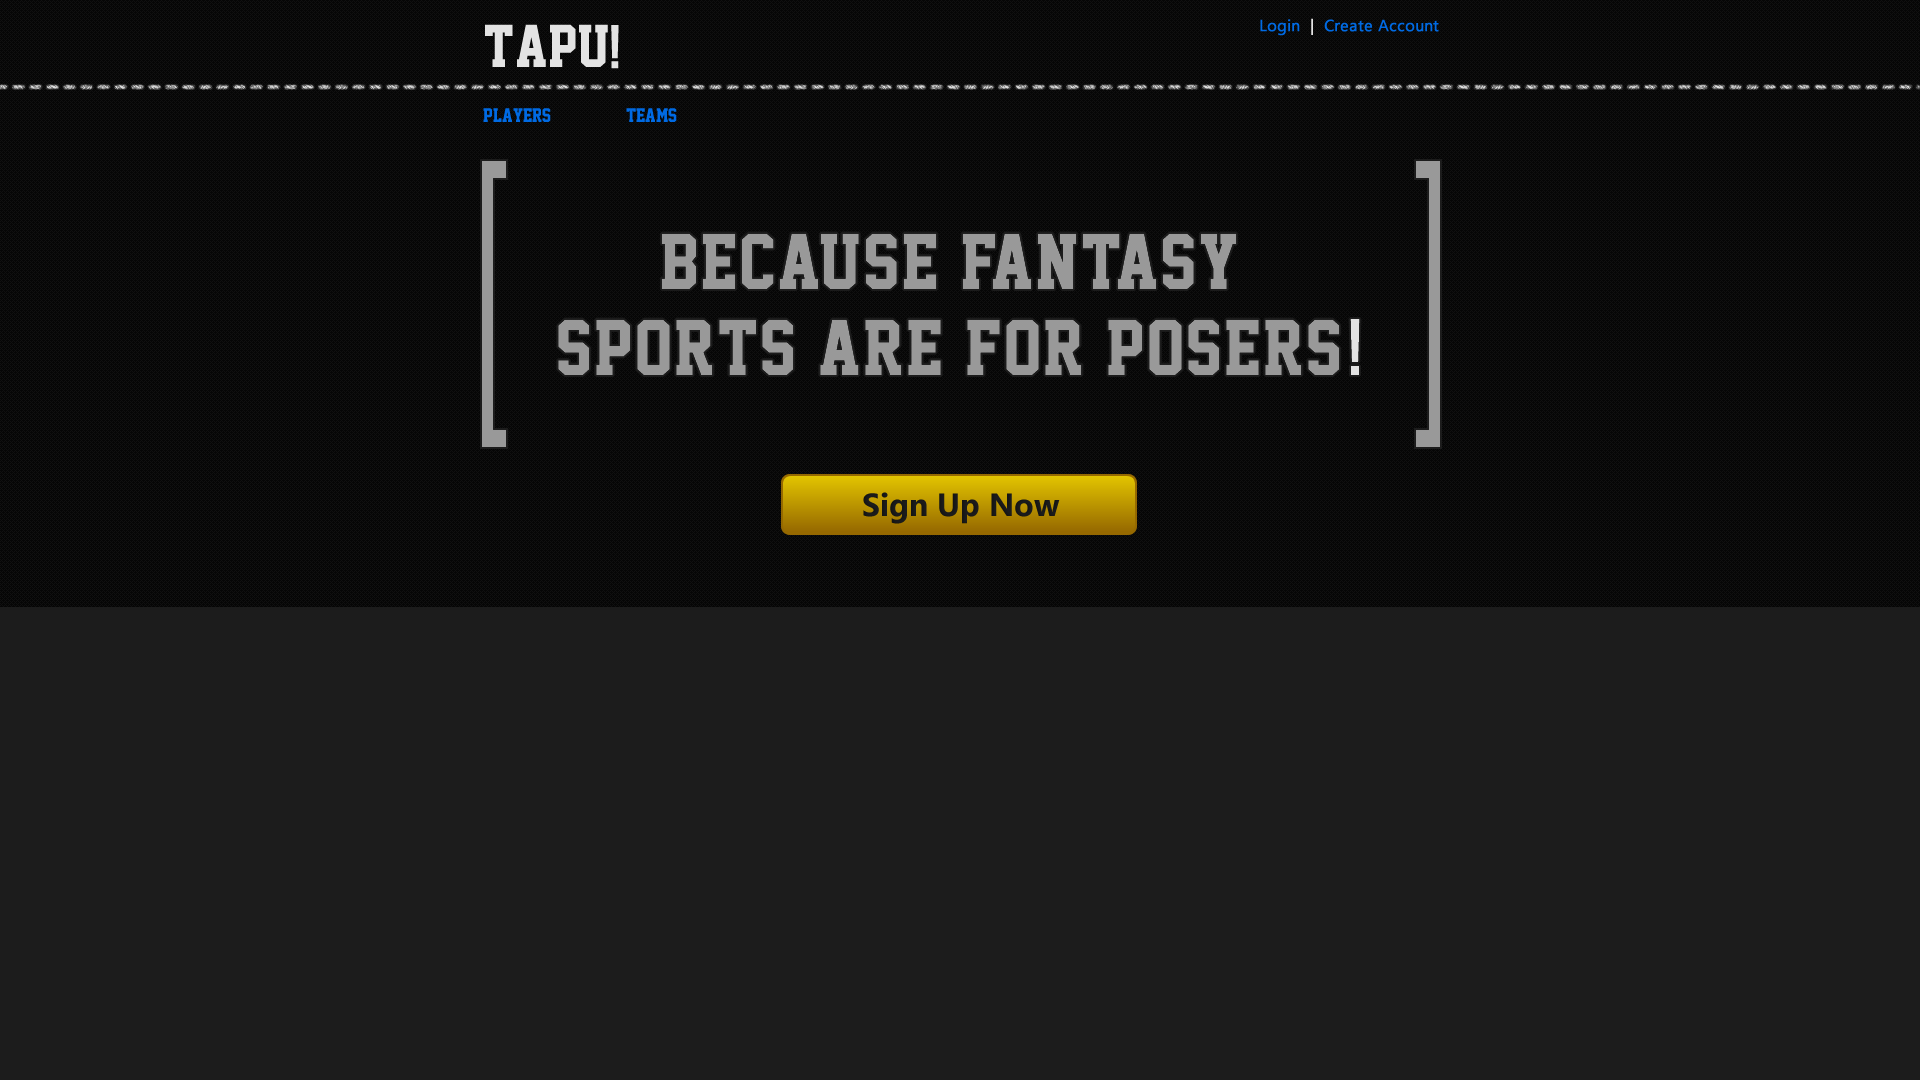 TAPU!
Login | Create Account
PLAYERS TEAMS
BECAUSE FANTASY
SPORTS ARE FOR POSERS!
Sign Up Now